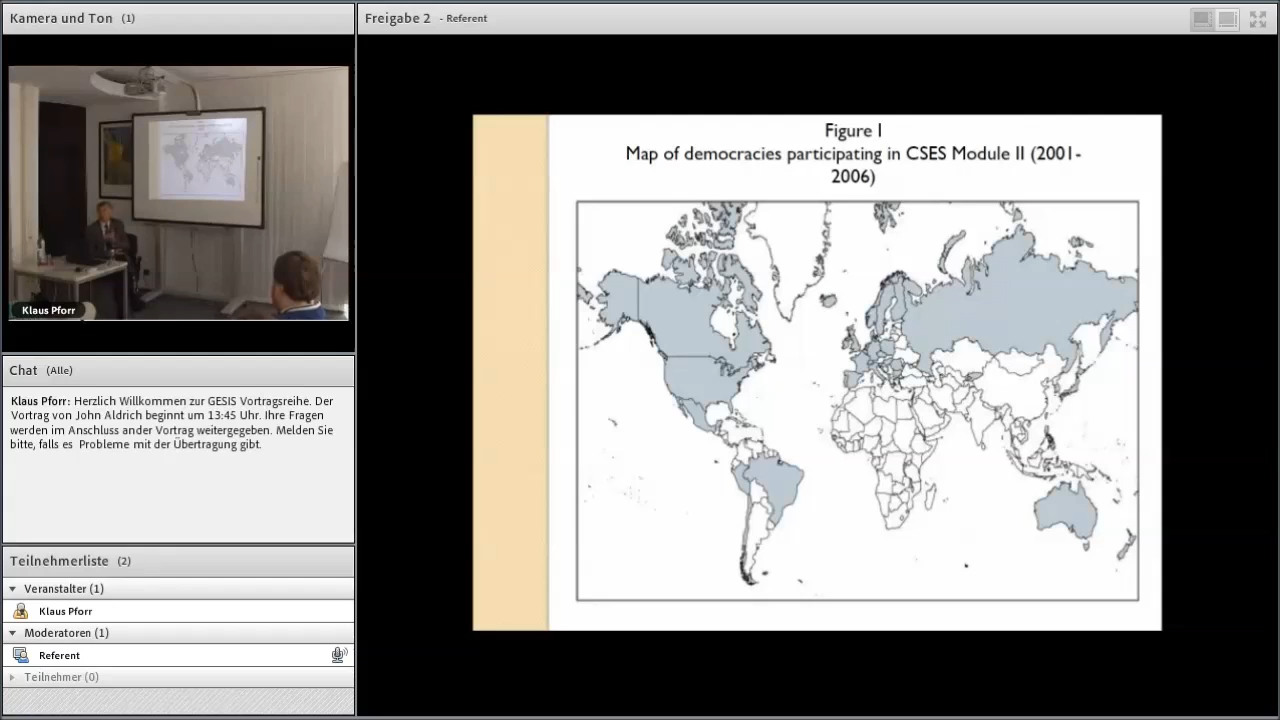 Kamera und Ton (1)
Klaus Pforr
Chat (Alle)
Klaus Pforr: Herzlich Willkommen zur GESIS Vortragsreihe. Der
Vortrag von John Aldrich beginnt um 13:45 Uhr. Ihre Fragen
werden im Anschluss ander Vortrag weitergegeben. Melden Sie
bitte, falls es Probleme mit der Übertragung gibt.
Teilnehmerliste (2)
Veranstalter (1)
Klaus Pforr
Moderatoren (1)
Referent
Teilnehmer (0)
Freigabe 2 - Referent
Figure I
Map of democracies participating in CSES Module II (2001-
2006)